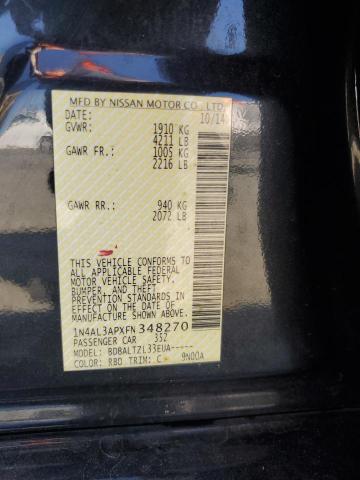 MFD BY NISSAN MOTOR CO., LTD.
DATE: 10/14
GVWR: 1910 KG
4211 LB
GAWR FR.: 1005 KG
2216 LB
GAWR RR.: 940 KG
2072 LB
THIS VEHICLE CONFORMS TO
ALL APPLICABLE FEDERAL
MOTOR VEHICLE SAFETY,
BUMPER, AND THEFT
PREVENTION STANDARDS
IN EFFECT ON THE DATE OF
MANUFACTURE SHOWN ABOVE.
1N4AL3APXFN348270
PASSENGER CAR 33Z
MODEL: BDBALTZL33EUA-----
COLOR: RBD TRIM: C 9N00A